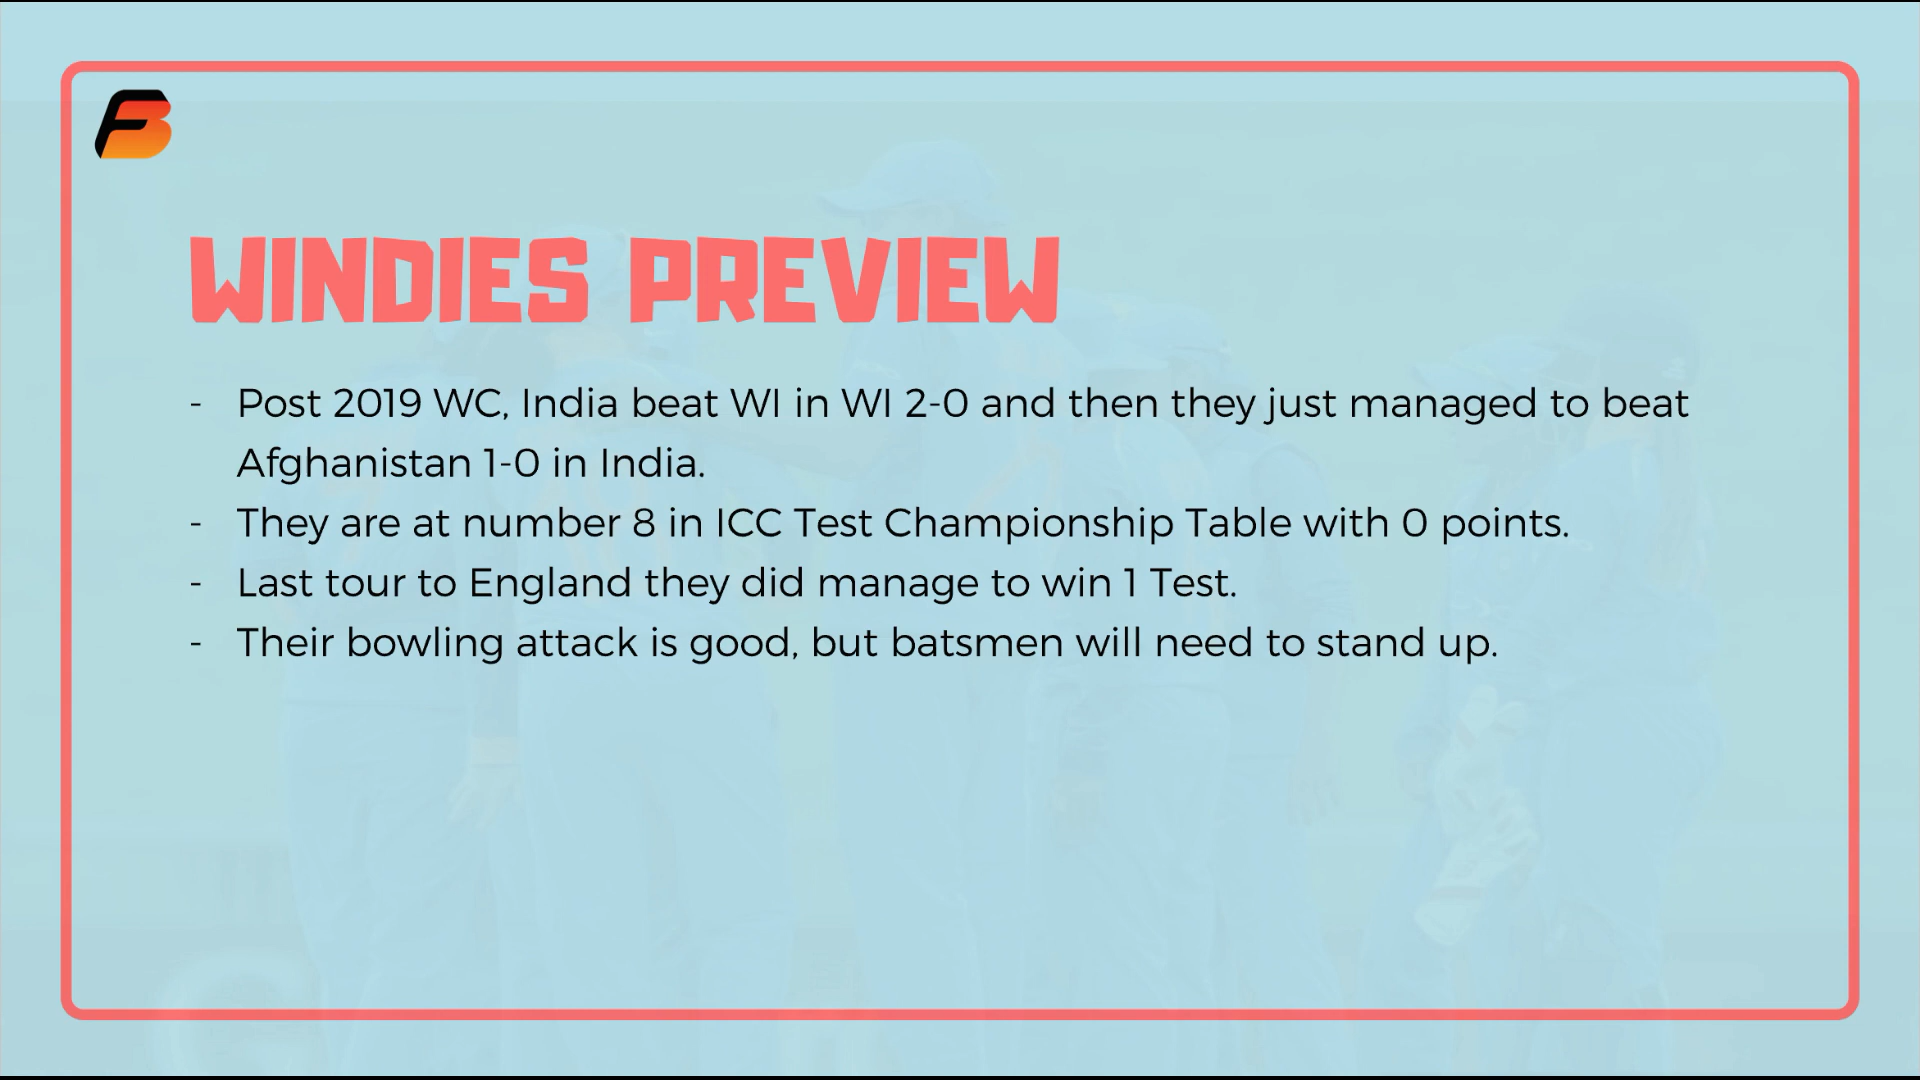 WINDIES PREVIEW
- Post 2019 WC, India beat WI in WI 2-0 and then they just managed to beat
Afghanistan 1-0 in India.
- They are at number 8 in ICC Test Championship Table with 0 points.
- Last tour to England they did manage to win 1 Test.
- Their bowling attack is good, but batsmen will need to stand up.